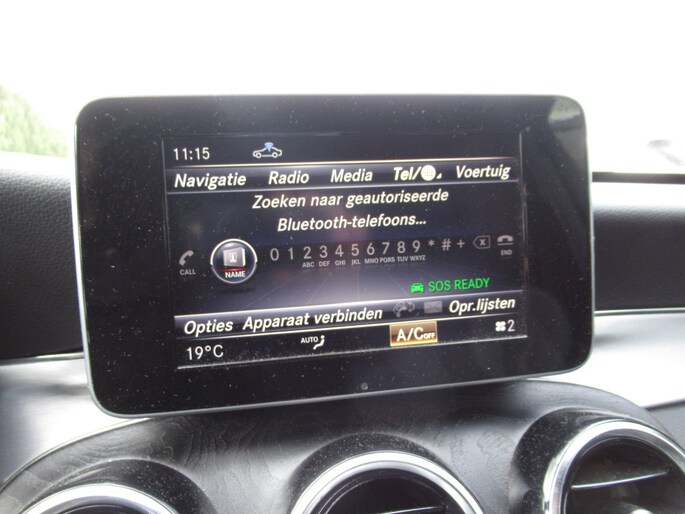 11:15
Navigatie Radio Media Tel/ Voertuig
Zoeken naar geautoriseerde
Bluetooth-telefoons...
CALL NAME 0 1 2 3 4 5 6 7 8 9 * # + END
ABC DEF GHI JKL MNO PQRS TUV WXYZ
SOS READY
Opties Apparaat verbinden Opr.lijsten
19°C AUTO A/C OFF 2